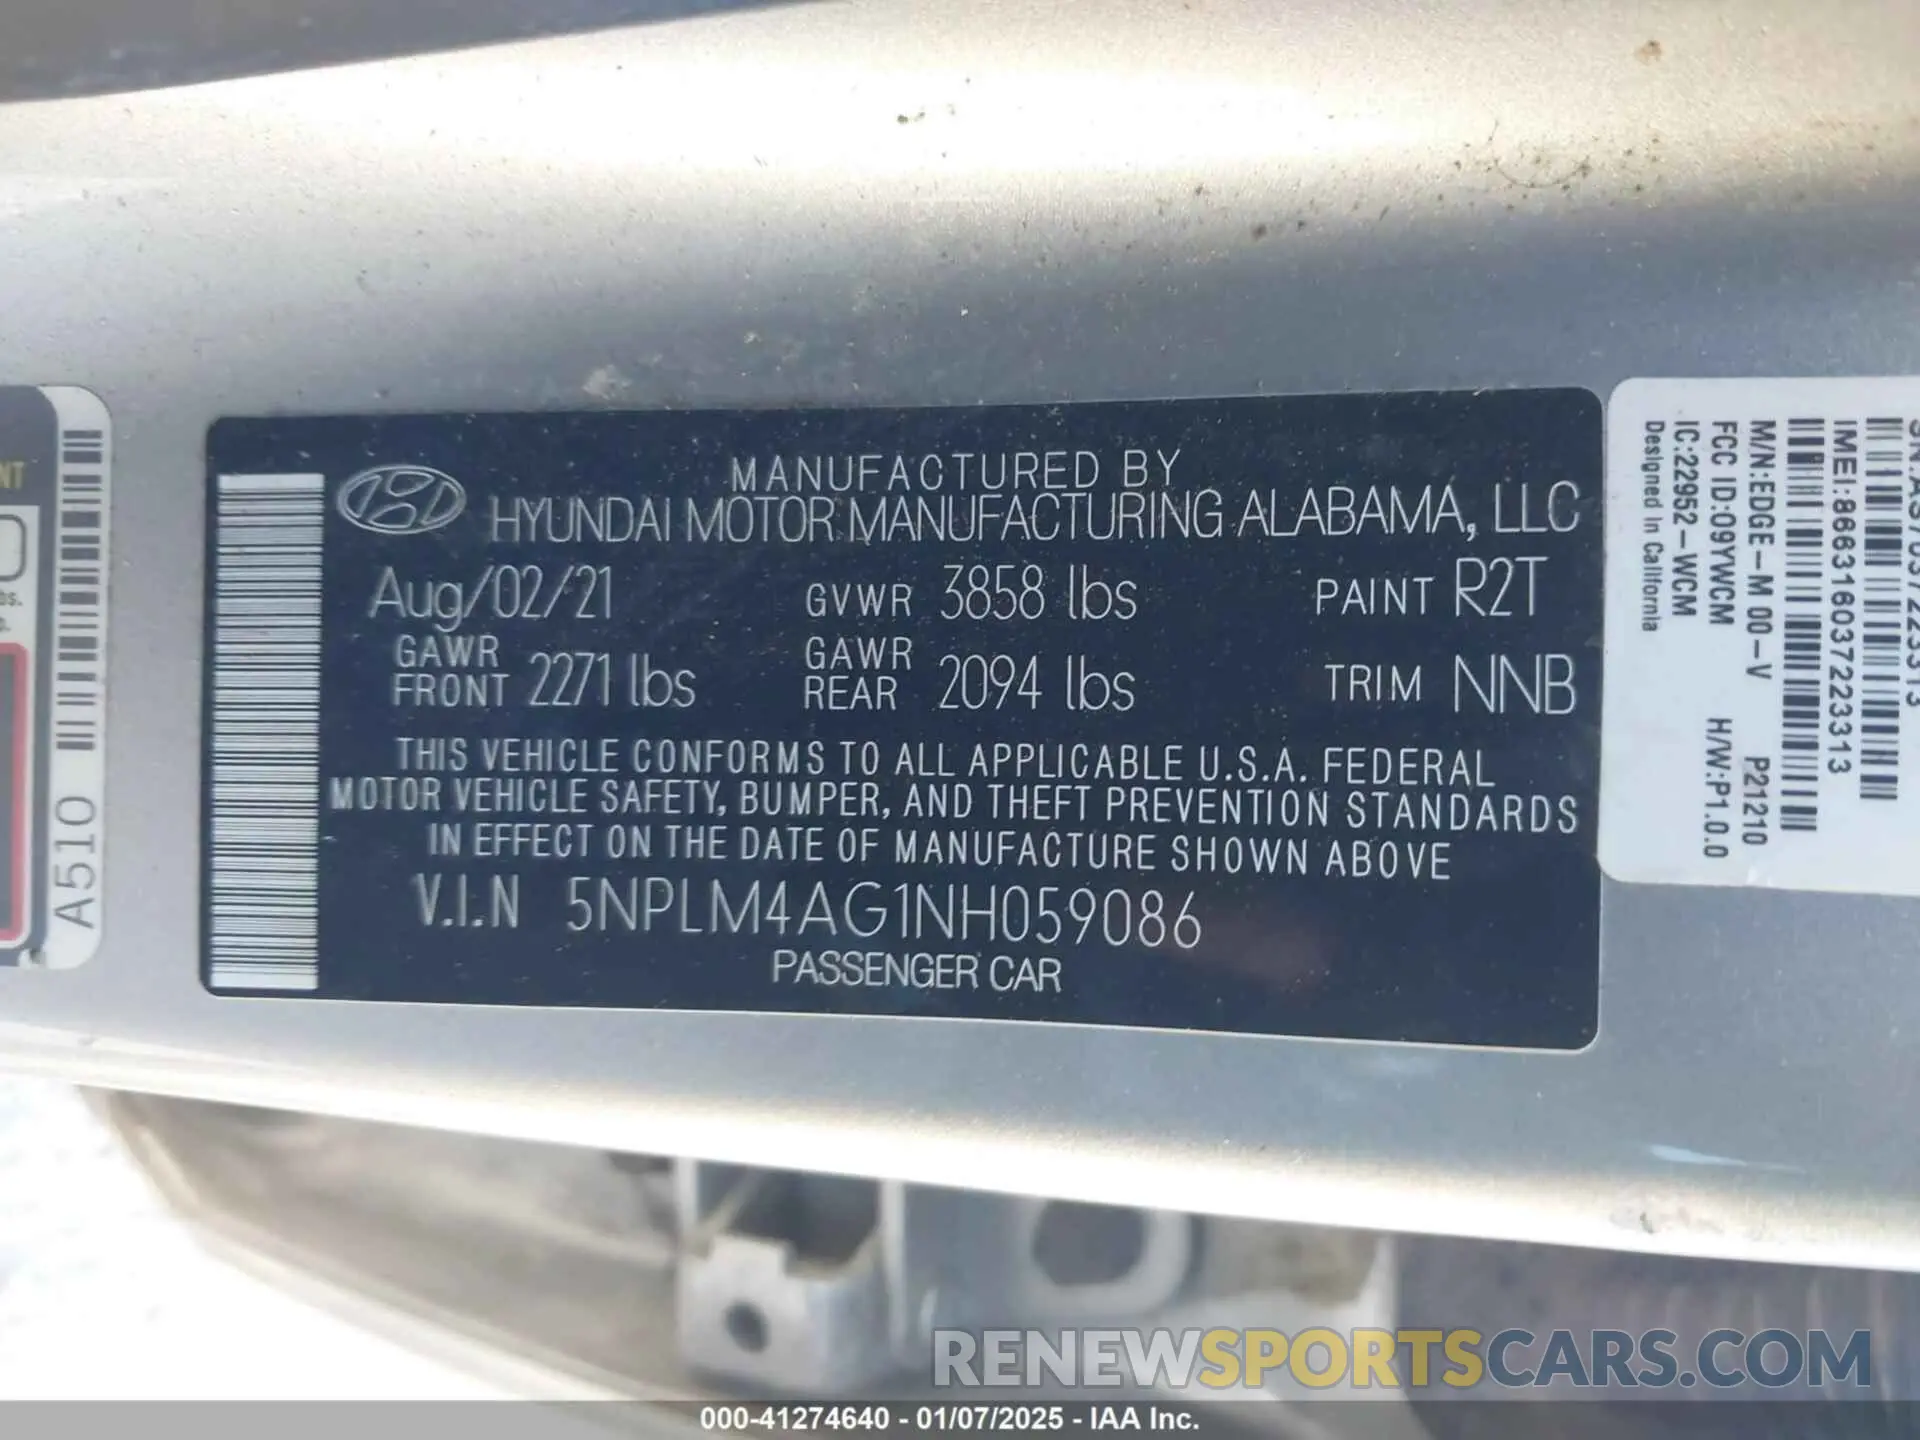 MANUFACTURED BY
HYUNDAI MOTOR MANUFACTURING ALABAMA, LLC
Aug/02/21 GVWR 3858 lbs PAINT R2T
GAWR FRONT 2271 lbs GAWR REAR 2094 lbs TRIM NNB
THIS VEHICLE CONFORMS TO ALL APPLICABLE U.S.A. FEDERAL
MOTOR VEHICLE SAFETY, BUMPER, AND THEFT PREVENTION STANDARDS
IN EFFECT ON THE DATE OF MANUFACTURE SHOWN ABOVE
V.I.N 5NPLM4AG1NH059086
PASSENGER CAR
A510
IMEI:866316037223313
M/N:EDGE-M 00-V P21210
FCC ID:09YWCM H/W:P1.0.0
IC:22952-WCM
Designed In California
RENEWSPORTSCARS.COM
000-41274640 - 01/07/2025 - IAA Inc.